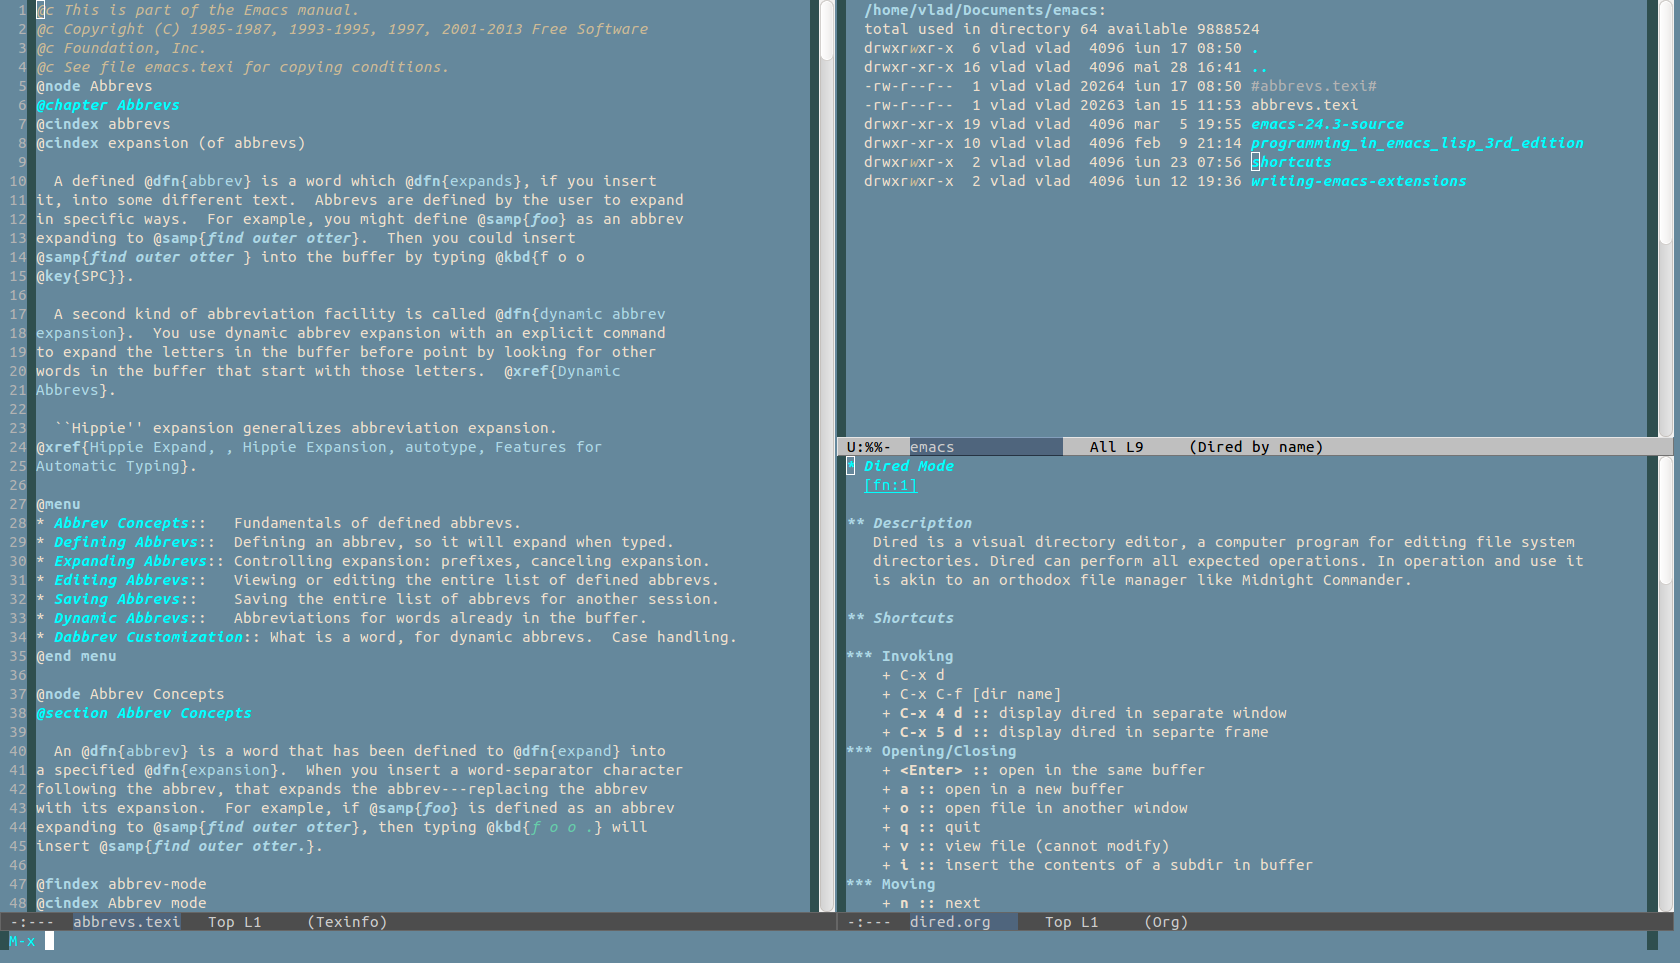 1 @c This is part of the Emacs manual.
2 @c Copyright (C) 1985-1987, 1993-1995, 1997, 2001-2013 Free Software
3 @c Foundation, Inc.
4 @c See file emacs.texi for copying conditions.
5 @node Abbrevs
6 @chapter Abbrevs
7 @cindex abbrevs
8 @cindex expansion (of abbrevs)
9
10   A defined @dfn{abbrev} is a word which @dfn{expands}, if you insert
11 it, into some different text.  Abbrevs are defined by the user to expand
12 in specific ways.  For example, you might define @samp{foo} as an abbrev
13 expanding to @samp{find outer otter}.  Then you could insert
14 @samp{find outer otter } into the buffer by typing @kbd{f o o
15 @key{SPC}}.
16
17   A second kind of abbreviation facility is called @dfn{dynamic abbrev
18 expansion}.  You use dynamic abbrev expansion with an explicit command
19 to expand the letters in the buffer before point by looking for other
20 words in the buffer that start with those letters.  @xref{Dynamic
21 Abbrevs}.
22
23   ``Hippie'' expansion generalizes abbreviation expansion.
24 @xref{Hippie Expand, , Hippie Expansion, autotype, Features for
25 Automatic Typing}.
26
27 @menu
28 * Abbrev Concepts::   Fundamentals of defined abbrevs.
29 * Defining Abbrevs::  Defining an abbrev, so it will expand when typed.
30 * Expanding Abbrevs:: Controlling expansion: prefixes, canceling expansion.
31 * Editing Abbrevs::   Viewing or editing the entire list of defined abbrevs.
32 * Saving Abbrevs::    Saving the entire list of abbrevs for another session.
33 * Dynamic Abbrevs::   Abbreviations for words already in the buffer.
34 * Dabbrev Customization:: What is a word, for dynamic abbrevs.  Case handling.
35 @end menu
36
37 @node Abbrev Concepts
38 @section Abbrev Concepts
39
40   An @dfn{abbrev} is a word that has been defined to @dfn{expand} into
41 a specified @dfn{expansion}.  When you insert a word-separator character
42 following the abbrev, that expands the abbrev---replacing the abbrev
43 with its expansion.  For example, if @samp{foo} is defined as an abbrev
44 expanding to @samp{find outer otter}, then typing @kbd{f o o .} will
45 insert @samp{find outer otter.}.
46
47 @findex abbrev-mode
48 @cindex Abbrev mode
-:---  abbrevs.texi   Top L1     (Texinfo)
M-x
/home/vlad/Documents/emacs:
total used in directory 64 available 9888524
drwxrwxr-x  6 vlad vlad  4096 iun 17 08:50 .
drwxr-xr-x 16 vlad vlad  4096 mai 28 16:41 ..
-rw-r--r--  1 vlad vlad 20264 iun 17 08:50 #abbrevs.texi#
-rw-r--r--  1 vlad vlad 20263 ian 15 11:53 abbrevs.texi
drwxr-xr-x 19 vlad vlad  4096 mar  5 19:55 emacs-24.3-source
drwxr-xr-x 10 vlad vlad  4096 feb  9 21:14 programming_in_emacs_lisp_3rd_edition
drwxrwxr-x  2 vlad vlad  4096 iun 23 07:56 shortcuts
drwxrwxr-x  2 vlad vlad  4096 iun 12 19:36 writing-emacs-extensions
U:%%-  emacs               All L9     (Dired by name)
* Dired Mode
  [fn:1]
** Description
   Dired is a visual directory editor, a computer program for editing file system
   directories. Dired can perform all expected operations. In operation and use it
   is akin to an orthodox file manager like Midnight Commander.
** Shortcuts
*** Invoking
    + C-x d
    + C-x C-f [dir name]
    + C-x 4 d :: display dired in separate window
    + C-x 5 d :: display dired in separte frame
*** Opening/Closing
    + <Enter> :: open in the same buffer
    + a :: open in a new buffer
    + o :: open file in another window
    + q :: quit
    + v :: view file (cannot modify)
    + i :: insert the contents of a subdir in buffer
*** Moving
    + n :: next
-:---  dired.org      Top L1     (Org)